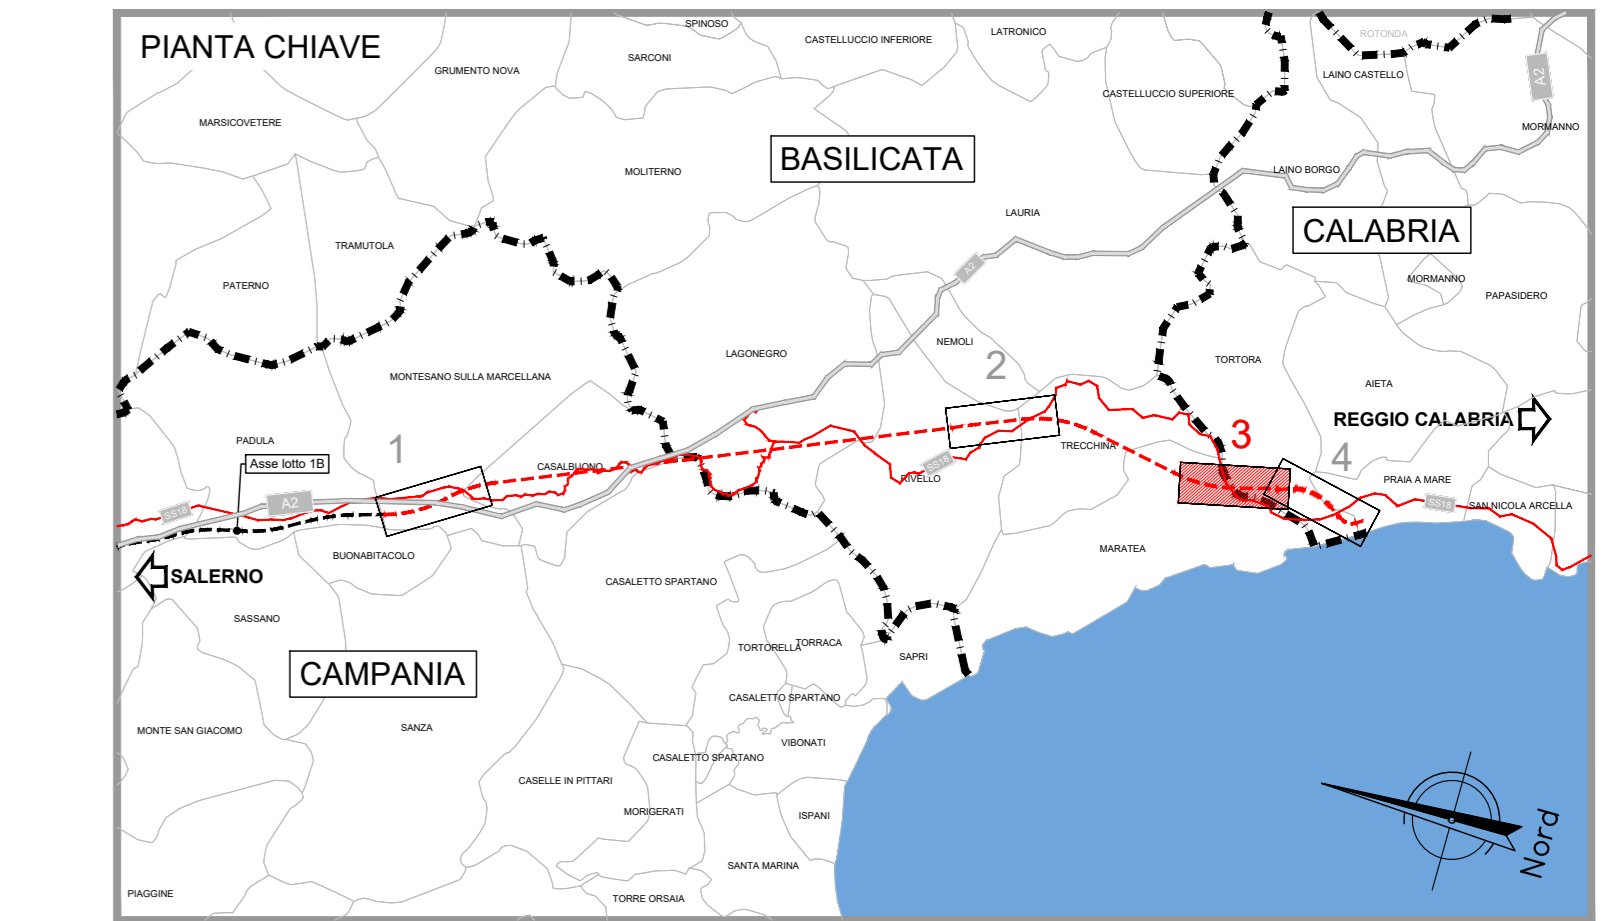 PIANTA CHIAVE
SPINOSO
CASTELLUCCIO INFERIORE
LATRONICO
ROTONDA
SARCONI
GRUMENTO NOVA
LAINO CASTELLO
A2
CASTELLUCCIO SUPERIORE
MARSICOVETERE
MORMANNO
BASILICATA
MOLITERNO
LAINO BORGO
LAURIA
CALABRIA
TRAMUTOLA
A2
MORMANNO
PATERNO
PAPASIDERO
NEMOLI
LAGONEGRO
2
TORTORA
MONTESANO SULLA MARCELLANA
AIETA
REGGIO CALABRIA
PADULA
1
3
TRECCHINA
4
Asse lotto 1B
CASALBUONO
SS18
RIVELLO
PRAIA A MARE
A2
SS18
SAN NICOLA ARCELLA
SS18
BUONABITACOLO
MARATEA
SALERNO
CASALETTO SPARTANO
SASSANO
TORTORELLA
TORRACA
SAPRI
CAMPANIA
CASALETTO SPARTANO
MONTE SAN GIACOMO
SANZA
VIBONATI
CASALETTO SPARTANO
CASELLE IN PITTARI
MORIGERATI
ISPANI
Nord
SANTA MARINA
PIAGGINE
TORRE ORSAIA